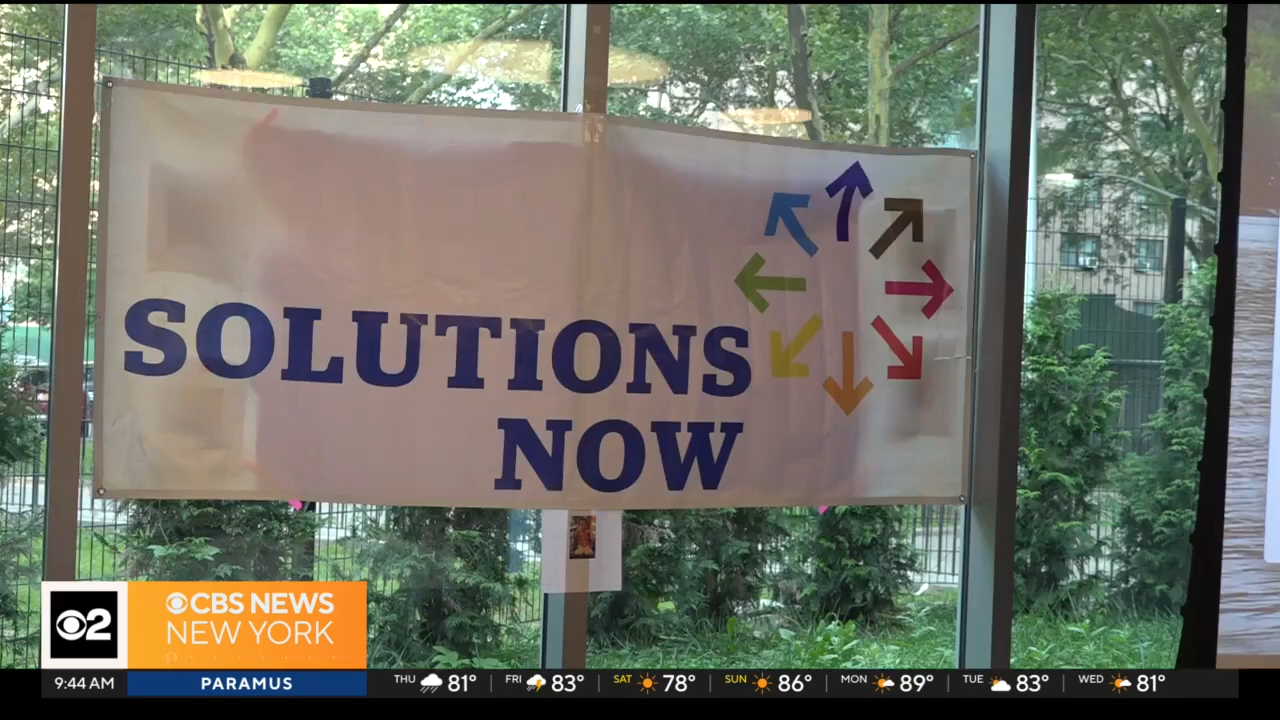 SOLUTIONS
NOW
2
CBS NEWS
NEW YORK
9:44 AM
PARAMUS
THU 81°
FRI 83°
SAT 78°
SUN 86°
MON 89°
TUE 83°
WED 81°